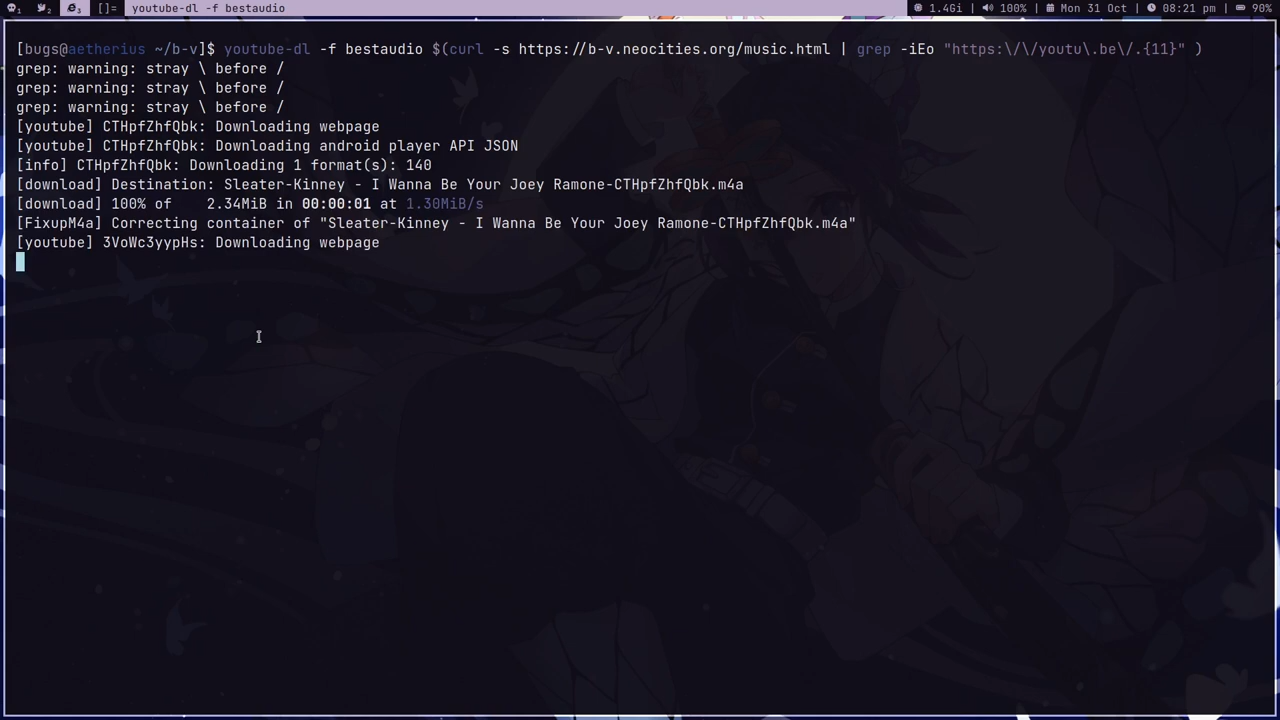 1 2 3 []= youtube-dl -f bestaudio 1.4Gi | 100% | Mon 31 Oct | 08:21 pm | 90%
[bugs@aetherius ~/b-v]$ youtube-dl -f bestaudio $(curl -s https://b-v.neocities.org/music.html | grep -iEo "https:\/\/youtu\.be\/.{11}" )
grep: warning: stray \ before /
grep: warning: stray \ before /
grep: warning: stray \ before /
[youtube] CTHpfZhfQbk: Downloading webpage
[youtube] CTHpfZhfQbk: Downloading android player API JSON
[info] CTHpfZhfQbk: Downloading 1 format(s): 140
[download] Destination: Sleater-Kinney - I Wanna Be Your Joey Ramone-CTHpfZhfQbk.m4a
[download] 100% of    2.34MiB in 00:00:01 at 1.30MiB/s
[FixupM4a] Correcting container of "Sleater-Kinney - I Wanna Be Your Joey Ramone-CTHpfZhfQbk.m4a"
[youtube] 3VoWc3yypHs: Downloading webpage